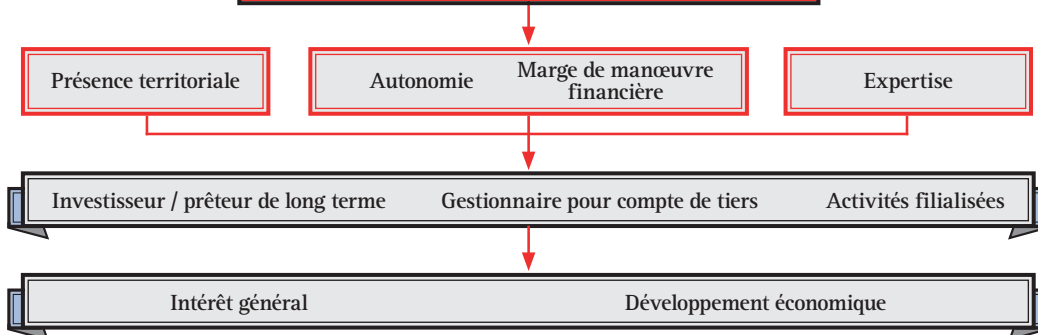 Présence territoriale
Autonomie
Marge de manœuvre
financière
Expertise
Investisseur / prêteur de long terme
Gestionnaire pour compte de tiers
Activités filialisées
Intérêt général
Développement économique